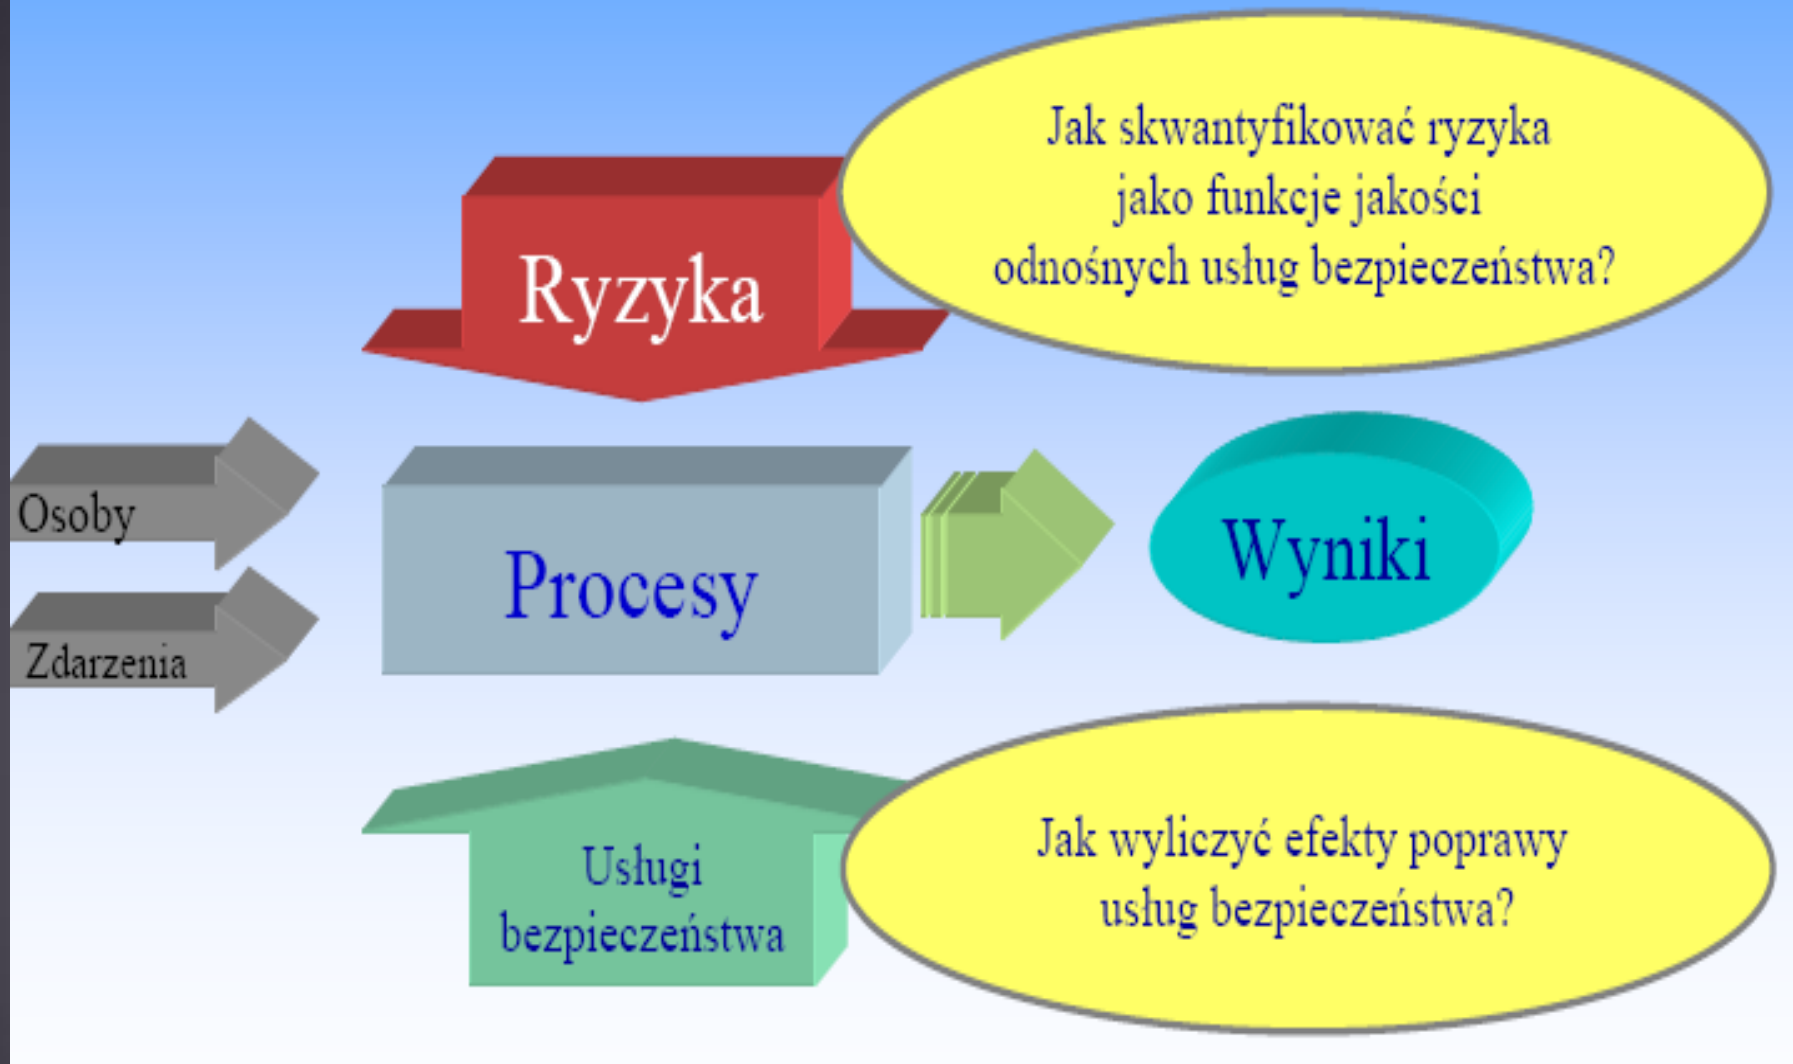 Jak skwantyfikować ryzyka
jako funkcje jakości
odnośnych usług bezpieczeństwa?
Ryzyka
Osoby
Zdarzenia
Procesy
Wyniki
Usługi
bezpieczeństwa
Jak wyliczyć efekty poprawy
usług bezpieczeństwa?